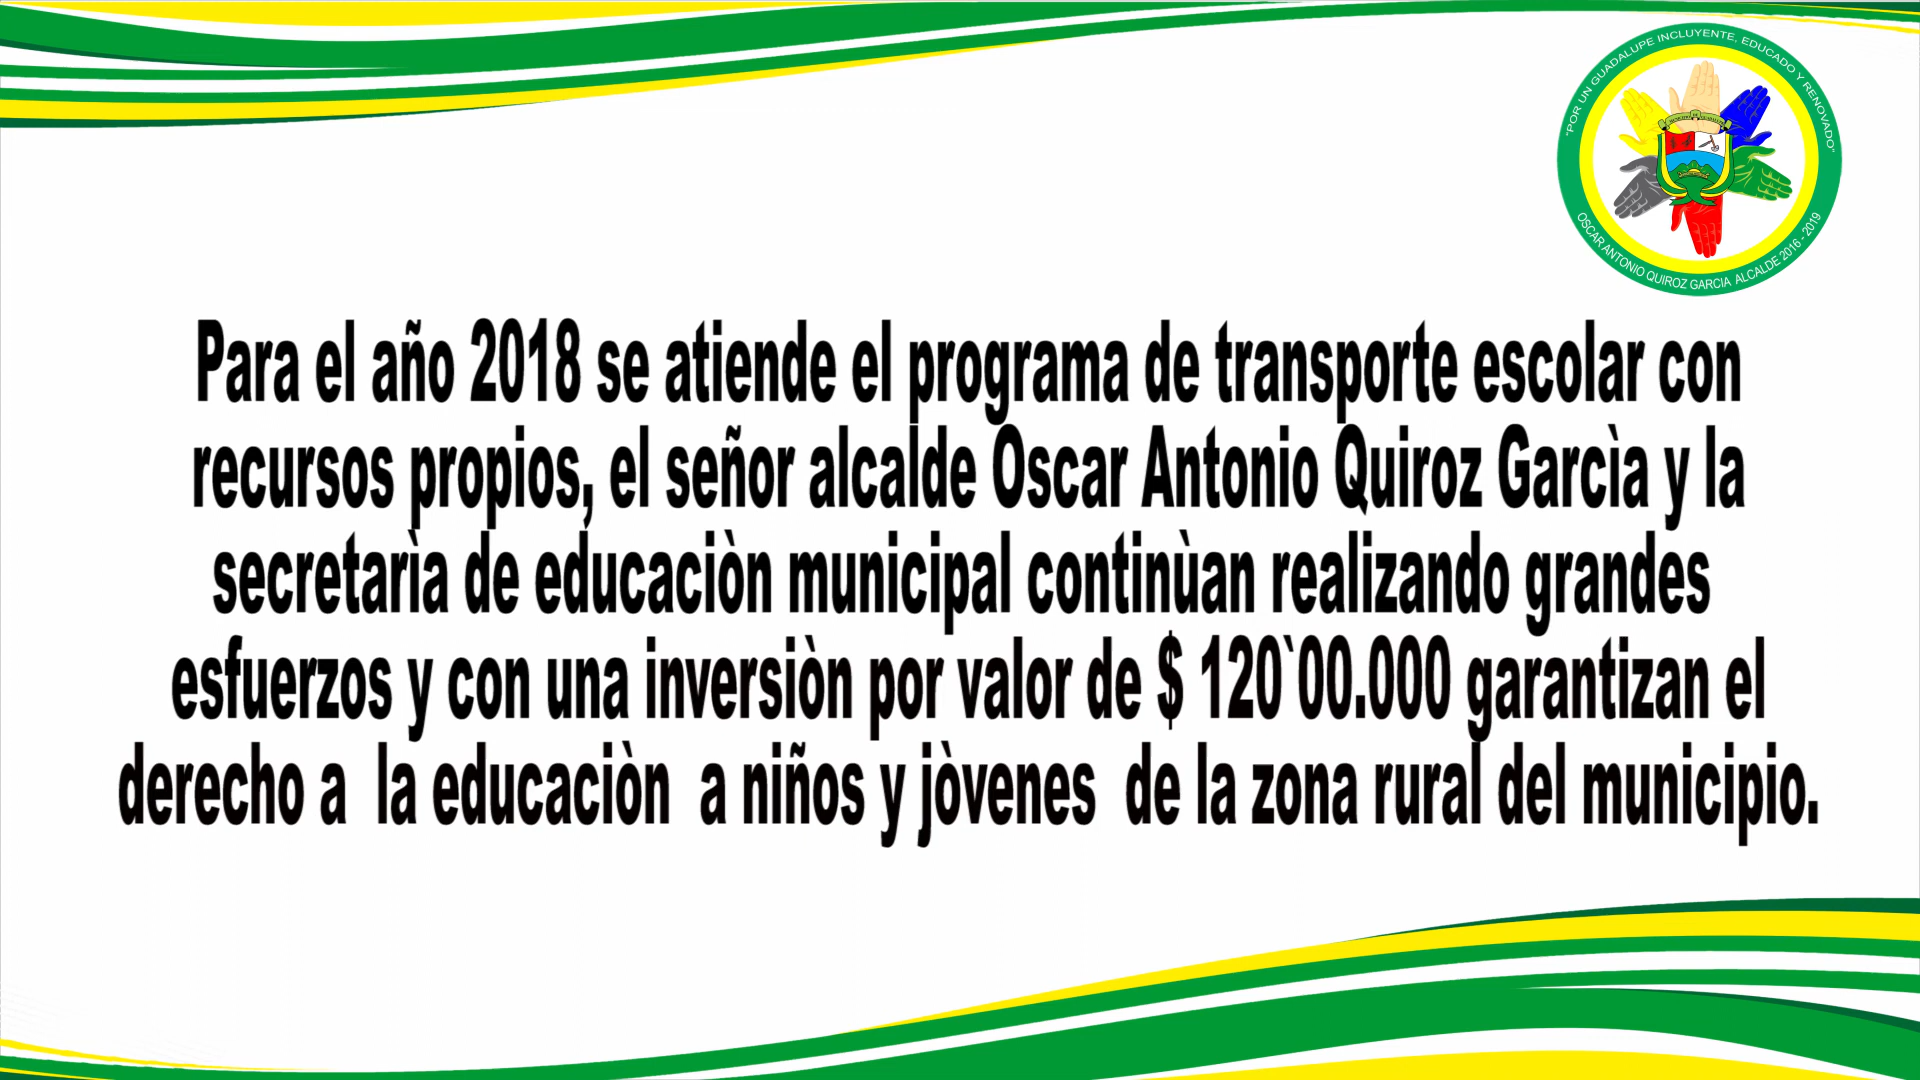 "POR UN GUADALUPE INCLUYENTE, EDUCADO Y RENOVADO"
OSCAR ANTONIO QUIROZ GARCIA ALCALDE 2016 - 2019
Para el año 2018 se atiende el programa de transporte escolar con
recursos propios, el señor alcalde Oscar Antonio Quiroz Garcìa y la
secretarìa de educaciòn municipal continùan realizando grandes
esfuerzos y con una inversiòn por valor de $ 120`00.000 garantizan el
derecho a  la educaciòn  a niños y jòvenes  de la zona rural del municipio.